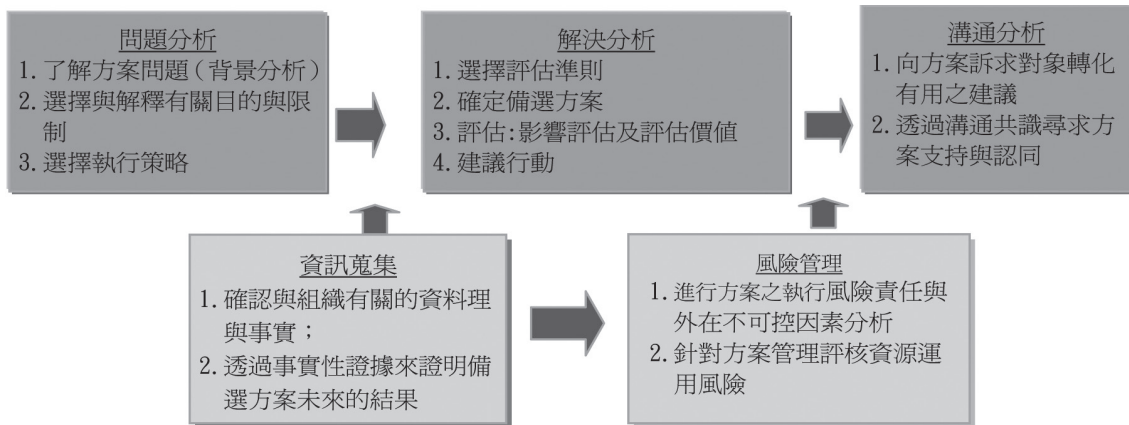 問題分析
1. 了解方案問題（背景分析）
2. 選擇與解釋有關目的與限
制
3. 選擇執行策略
解決分析
1. 選擇評估準則
2. 確定備選方案
3. 評估：影響評估及評估價值
4. 建議行動
溝通分析
1. 向方案訴求對象轉化
有用之建議
2. 透過溝通共識尋求方
案支持與認同
資訊蒐集
1. 確認與組織有關的資料理
與事實；
2. 透過事實性證據來證明備
選方案未來的結果
風險管理
1. 進行方案之執行風險責任與
外在不可控因素分析
2. 針對方案管理評核資源運
用風險